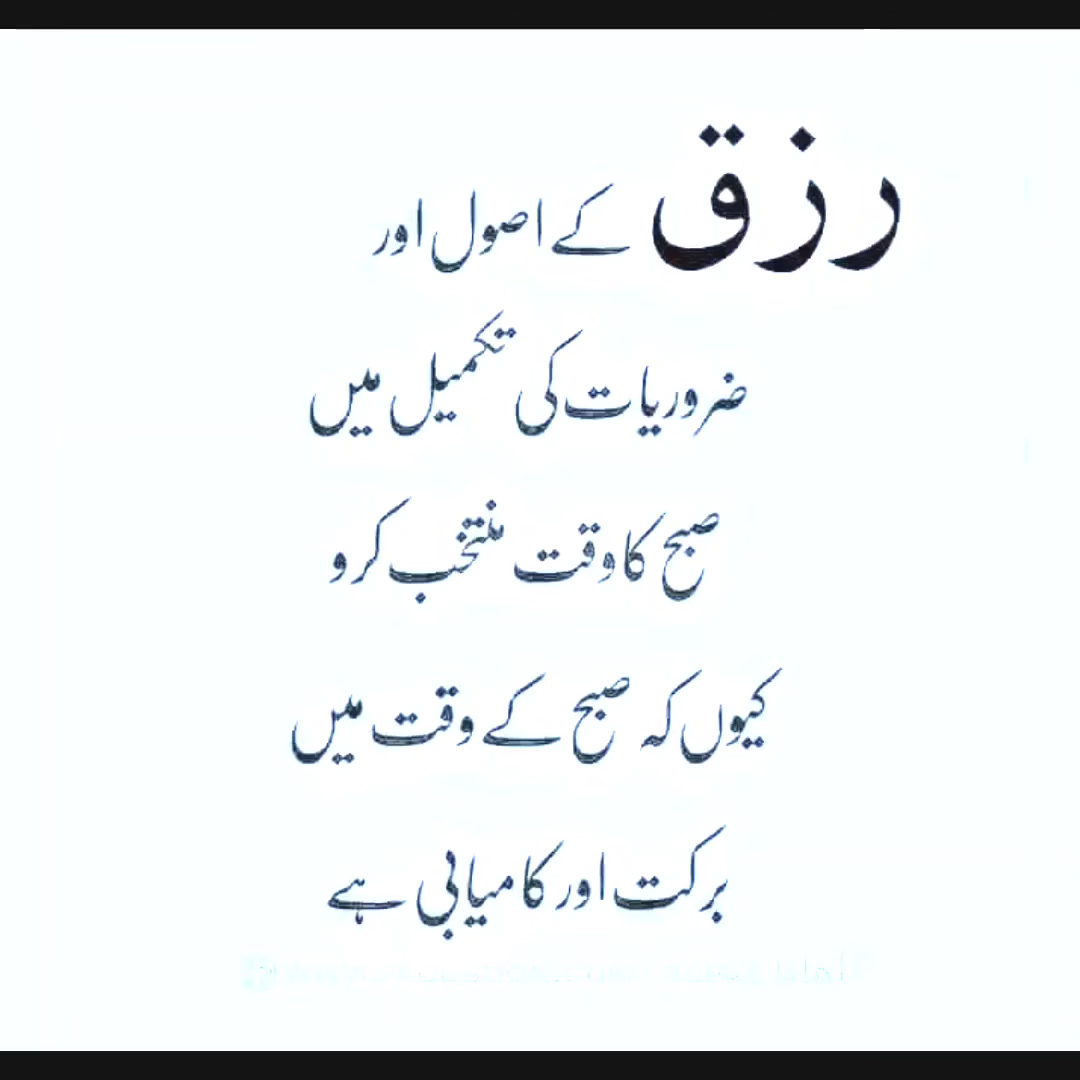 رزق کے اصول اور
ضروریات کی تکمیل میں
صبح کا وقت منتخب کرو
کیوں کہ صبح کے وقت میں
برکت اور کامیابی ہے